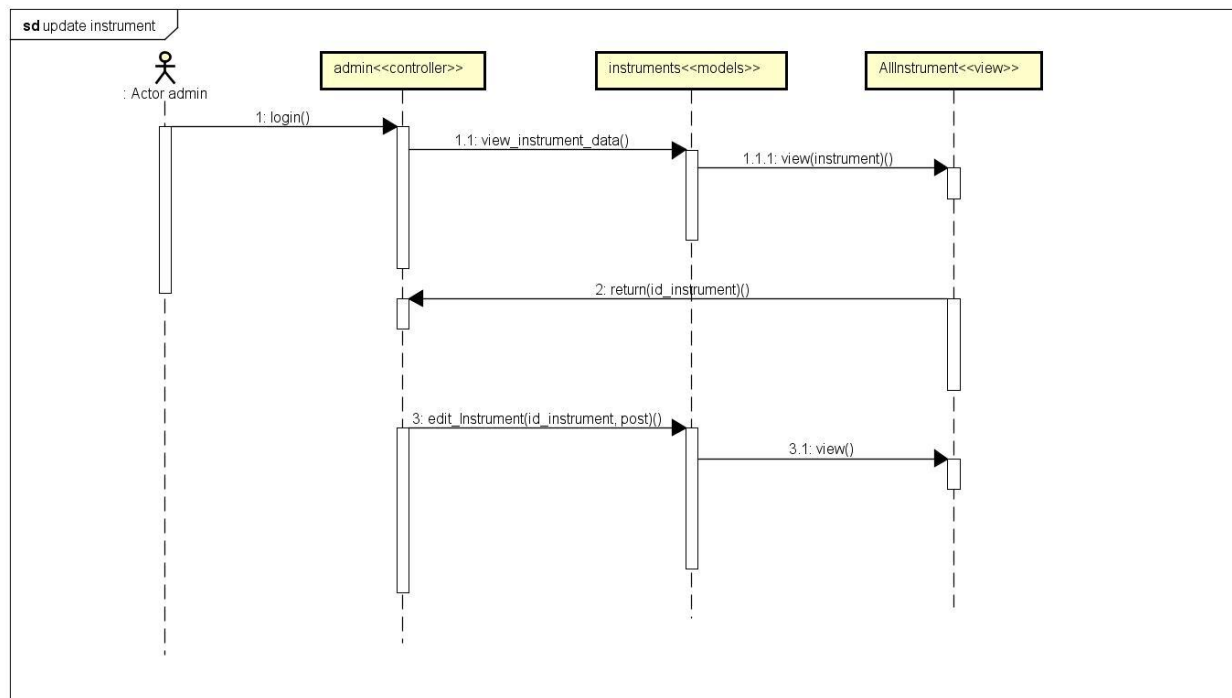 sd update instrument
: Actor admin
admin<<controller>>
instruments<<models>>
AllInstrument<<view>>
1: login()
1.1: view_instrument_data()
1.1.1: view(instrument)()
2: return(id_instrument)()
3: edit_Instrument(id_instrument, post)()
3.1: view()